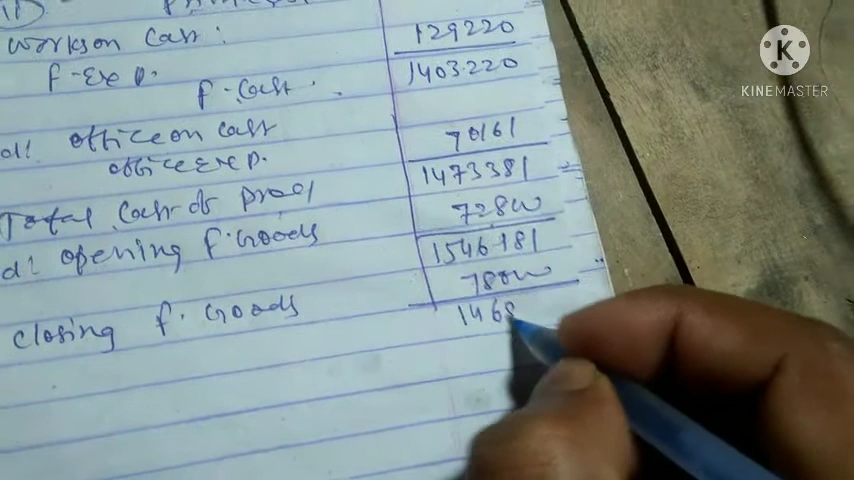 11)
works on cost : 129220
F-Exp. 1403220
F-Cost.
ad: office on cost 70161
office Exp. 1473381
Total Cost of prod 72800
ad: opening F. Goods 1546181
78000
closing F. Goods 1468
K
KINEMASTER